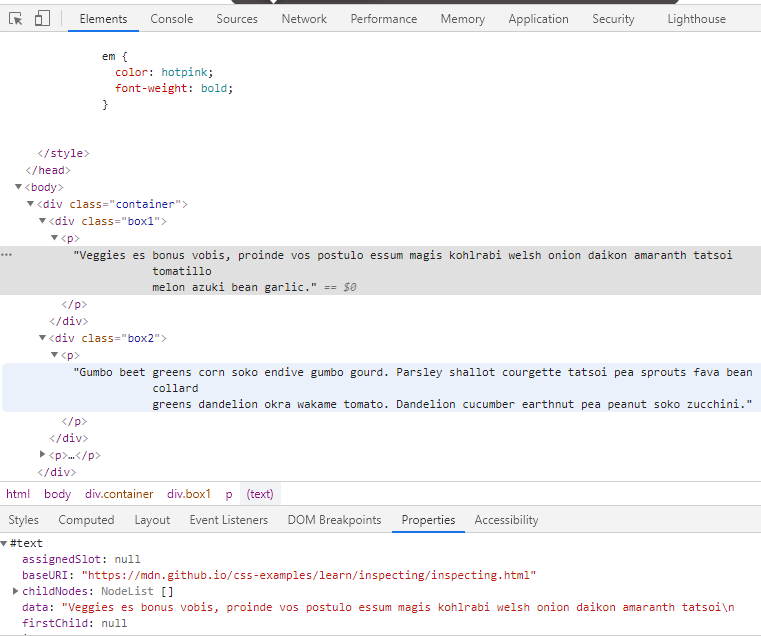 Elements Console Sources Network Performance Memory Application Security Lighthouse
em {
color: hotpink;
font-weight: bold;
}
</style>
</head>
▼<body>
▼<div class="container">
▼<div class="box1">
▼<p>
… "Veggies es bonus vobis, proinde vos postulo essum magis kohlrabi welsh onion daikon amaranth tatsoi
tomatillo
melon azuki bean garlic." == $0
</p>
</div>
▼<div class="box2">
▼<p>
"Gumbo beet greens corn soko endive gumbo gourd. Parsley shallot courgette tatsoi pea sprouts fava bean
collard
greens dandelion okra wakame tomato. Dandelion cucumber earthnut pea peanut soko zucchini."
</p>
</div>
▶<p>…</p>
</div>
html body div.container div.box1 p (text)
Styles Computed Layout Event Listeners DOM Breakpoints Properties Accessibility
▼#text
assignedSlot: null
baseURI: "https://mdn.github.io/css-examples/learn/inspecting/inspecting.html"
▶childNodes: NodeList []
data: "Veggies es bonus vobis, proinde vos postulo essum magis kohlrabi welsh onion daikon amaranth tatsoi\n
firstChild: null